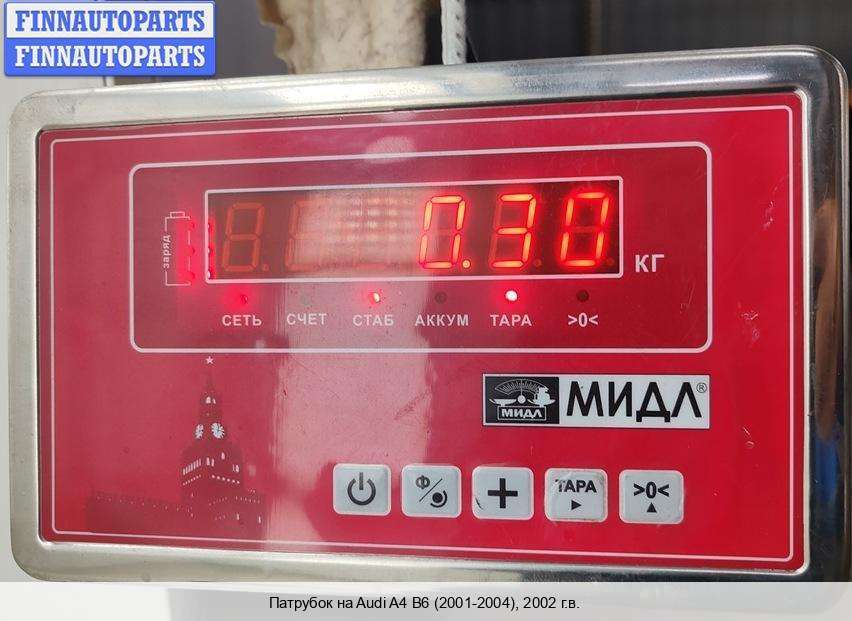 FINNAUTOPARTS
FINNAUTOPARTS
заряд
0.30
КГ
СЕТЬ СЧЕТ СТАБ АККУМ ТАРА >0<
МИДЛ МИДЛ®
Ф ТАРА >0<
Патрубок на Audi A4 B6 (2001-2004), 2002 г.в.